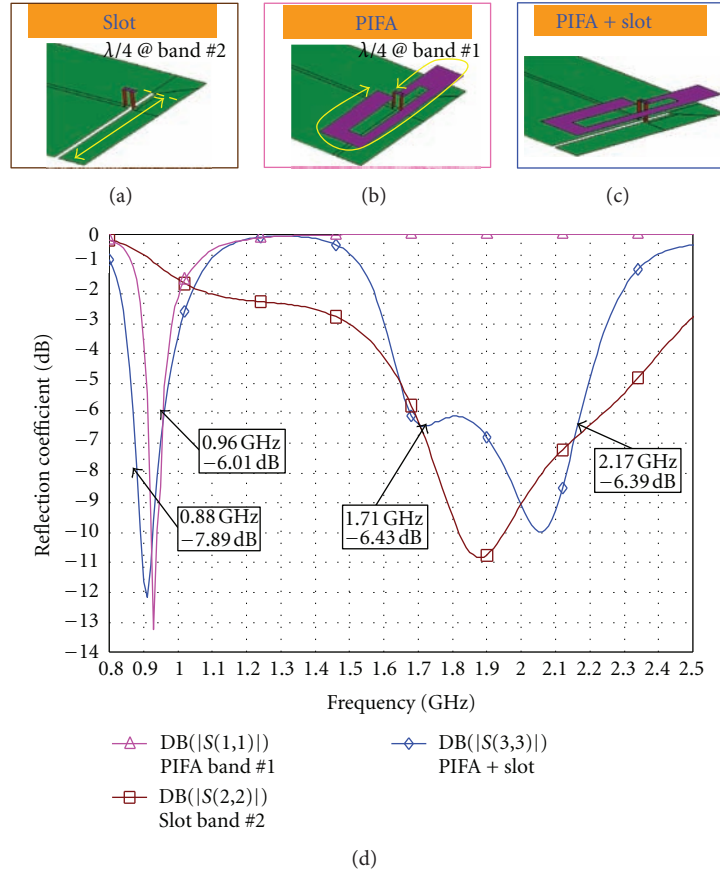 Slot
λ/4 @ band #2
PIFA
λ/4 @ band #1
PIFA + slot
(a)
(b)
(c)
0
−1
−2
−3
−4
−5
−6
−7
−8
−9
−10
−11
−12
−13
−14
Reflection coefficient (dB)
0.96 GHz
−6.01 dB
0.88 GHz
−7.89 dB
1.71 GHz
−6.43 dB
2.17 GHz
−6.39 dB
0.8 0.9 1 1.2 1.3 1.4 1.5 1.6 1.7 1.8 1.9 2 2.1 2.2 2.3 2.4 2.5
Frequency (GHz)
DB(|S(1,1)|)
PIFA band #1
DB(|S(2,2)|)
Slot band #2
DB(|S(3,3)|)
PIFA + slot
(d)